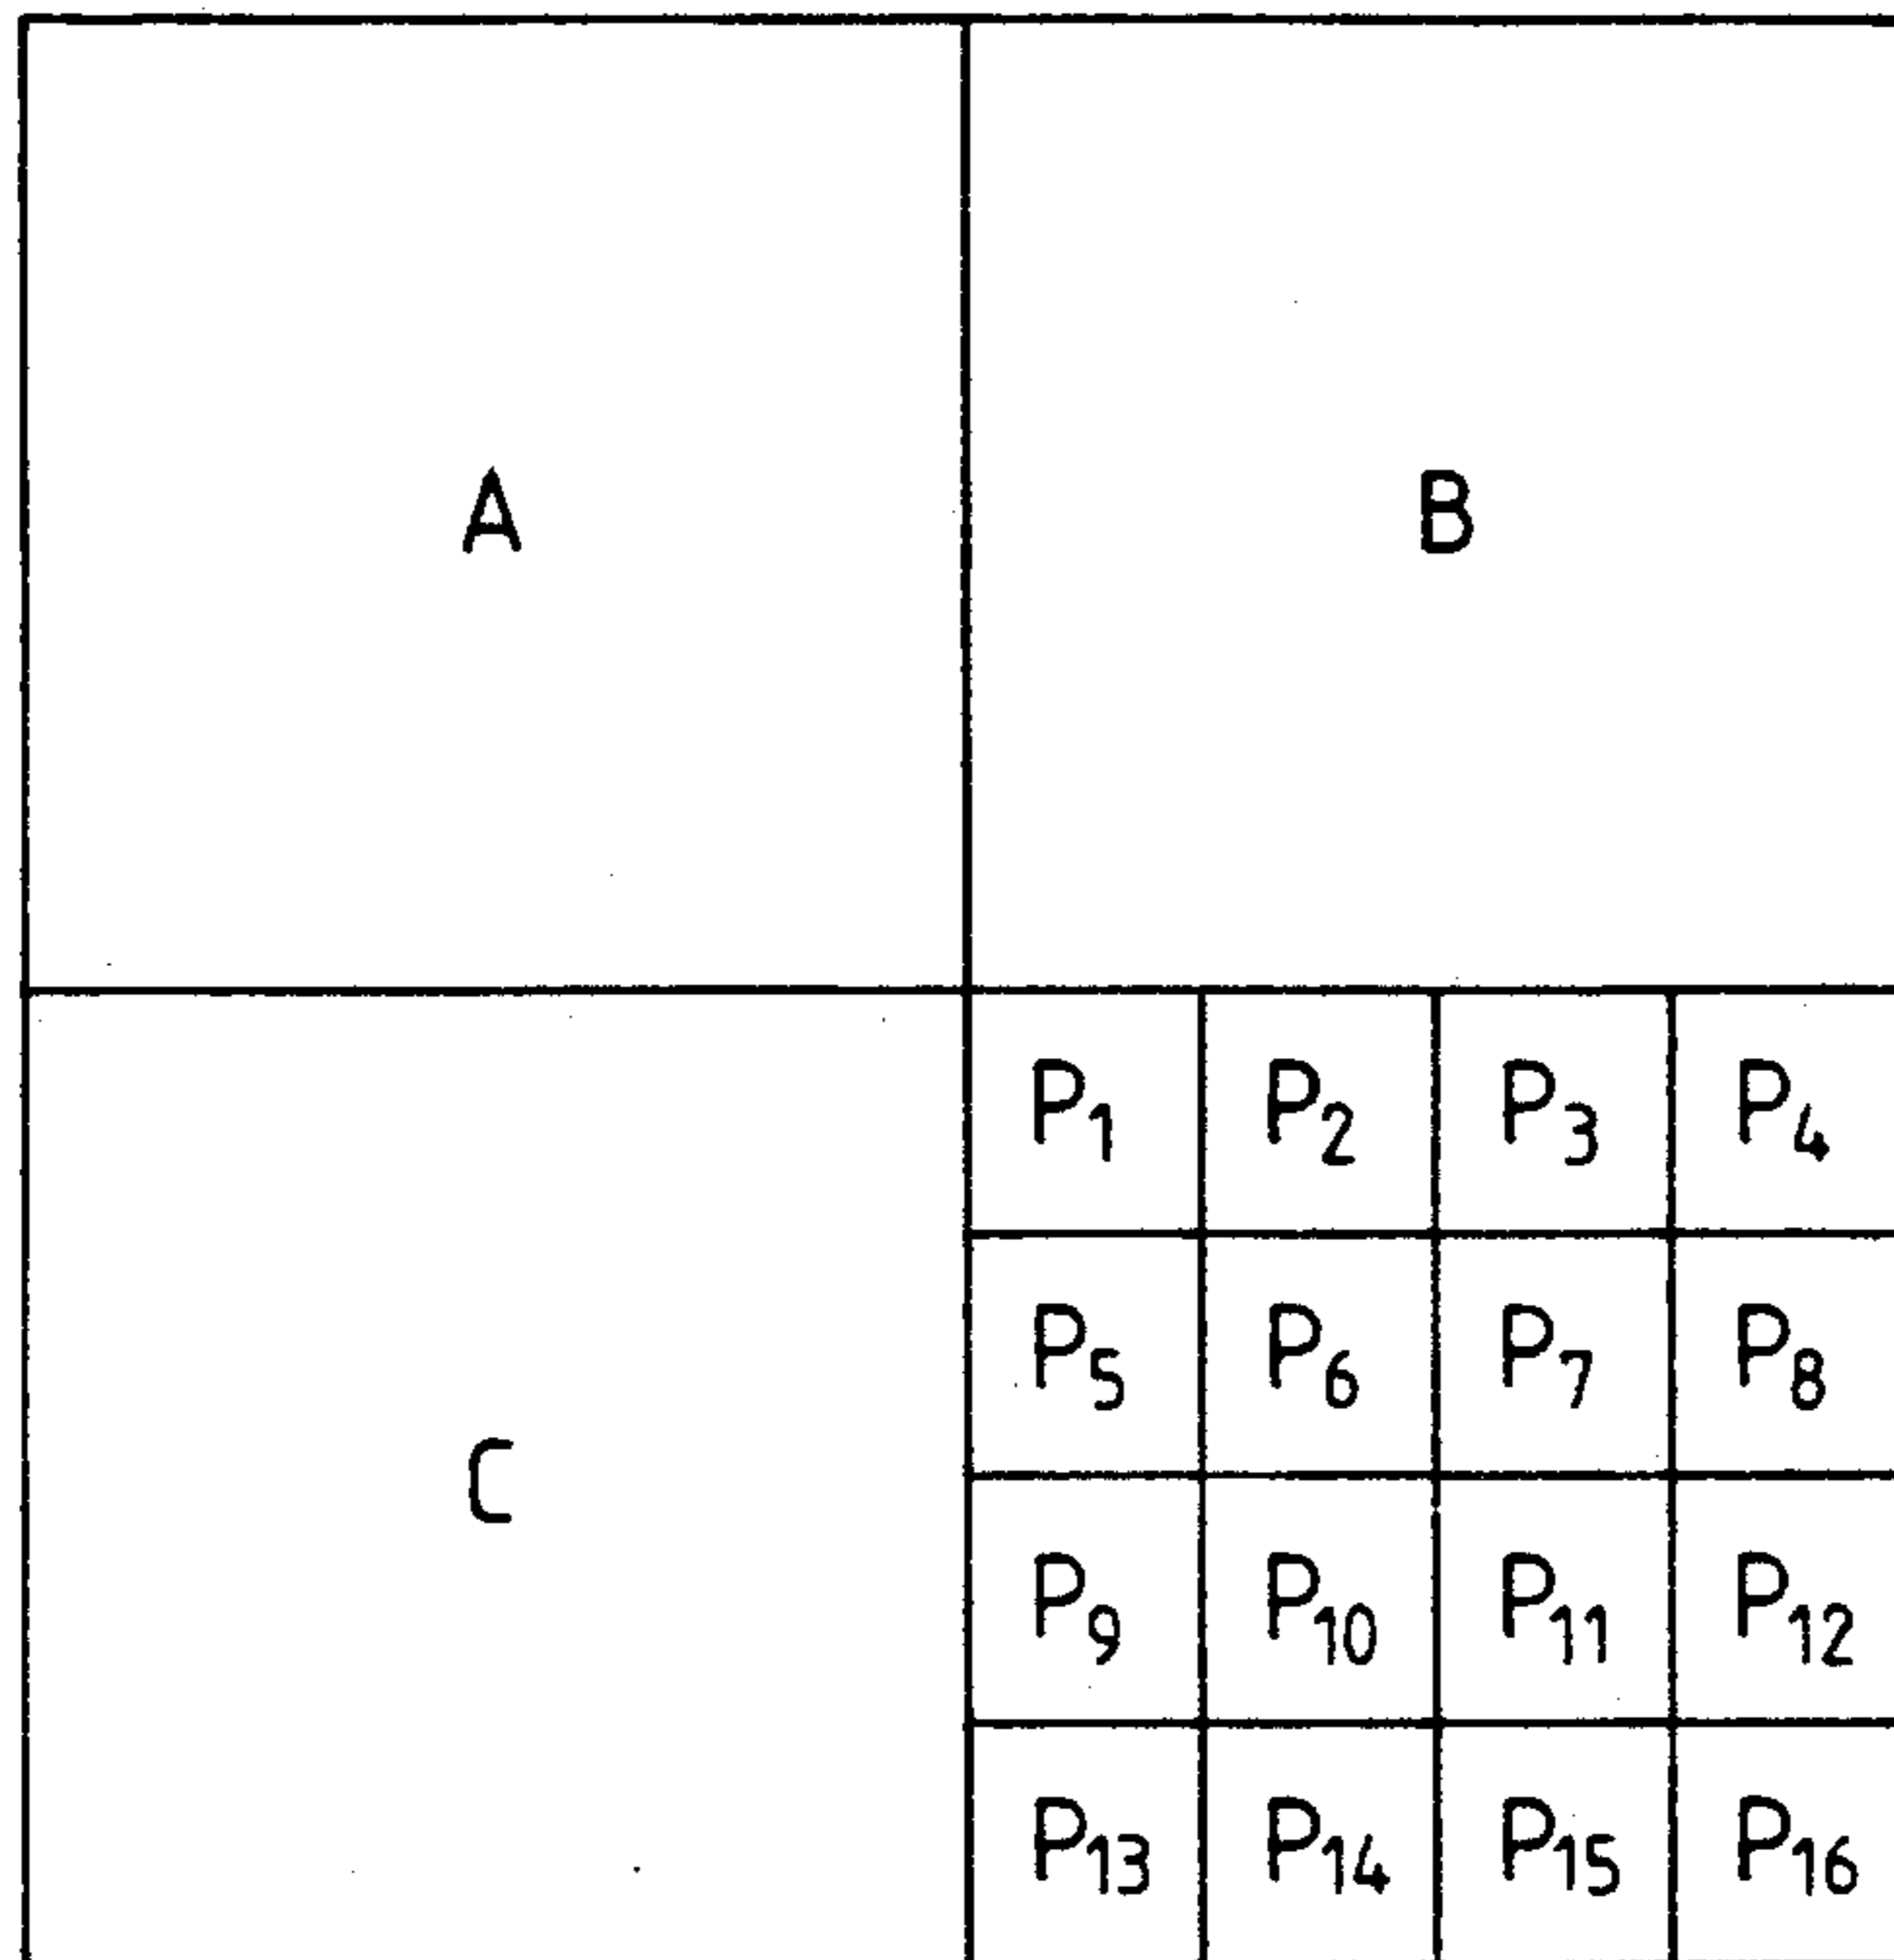 A B
C
P₁ P₂ P₃ P₄
P₅ P₆ P₇ P₈
P₉ P₁₀ P₁₁ P₁₂
P₁₃ P₁₄ P₁₅ P₁₆